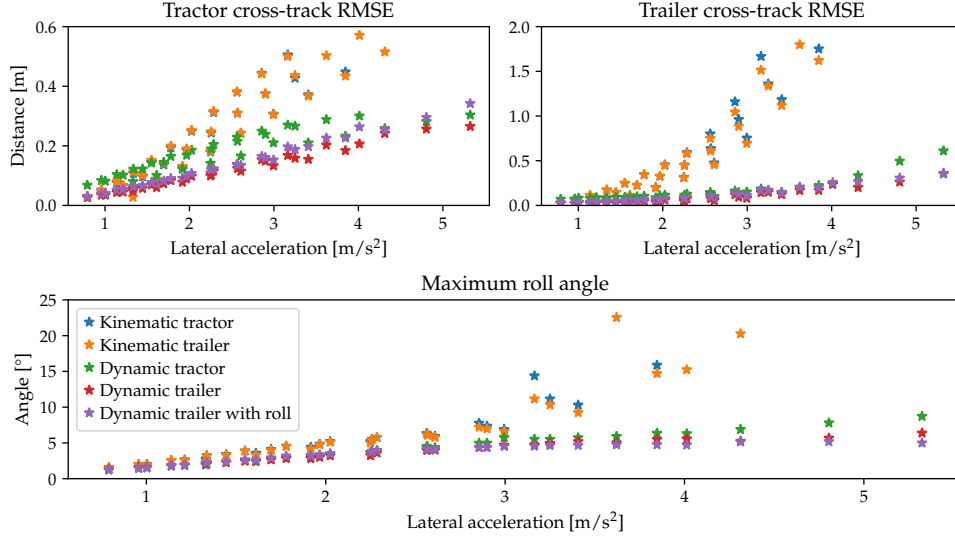 Tractor cross-track RMSE
Distance [m]
0.6
0.4
0.2
0.0
1 2 3 4 5
Lateral acceleration [m/s²]
Trailer cross-track RMSE
2.0
1.5
1.0
0.5
0.0
1 2 3 4 5
Lateral acceleration [m/s²]
Maximum roll angle
Angle [°]
25
20
15
10
5
0
Kinematic tractor
Kinematic trailer
Dynamic tractor
Dynamic trailer
Dynamic trailer with roll
1 2 3 4 5
Lateral acceleration [m/s²]